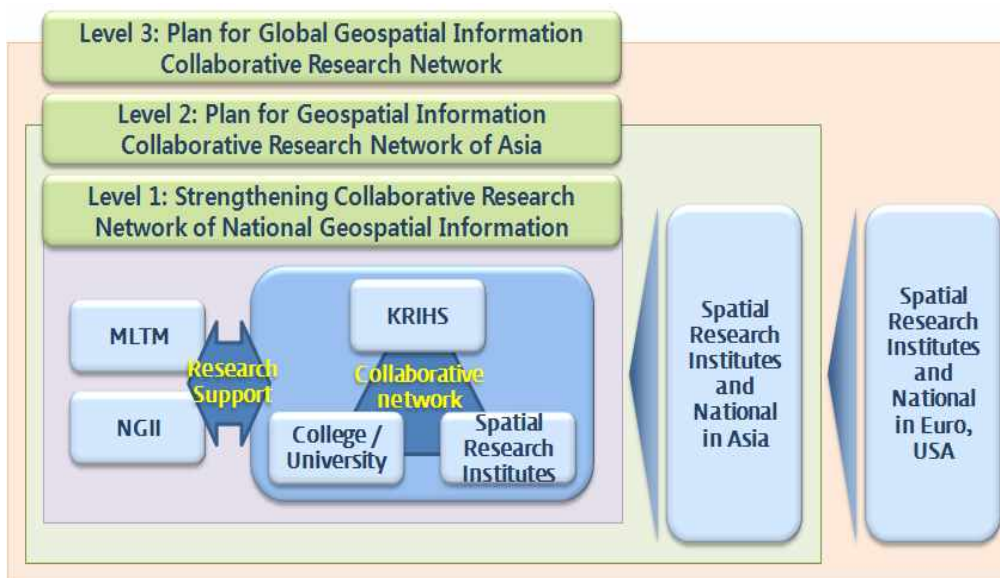 Level 3: Plan for Global Geospatial Information
Collaborative Research Network
Level 2: Plan for Geospatial Information
Collaborative Research Network of Asia
Level 1: Strengthening Collaborative Research
Network of National Geospatial Information
MLTM
NGII
Research
Support
KRIHS
Collaborative
network
College /
University
Spatial
Research
Institutes
Spatial
Research
Institutes
and
National
in Asia
Spatial
Research
Institutes
and
National
in Euro,
USA